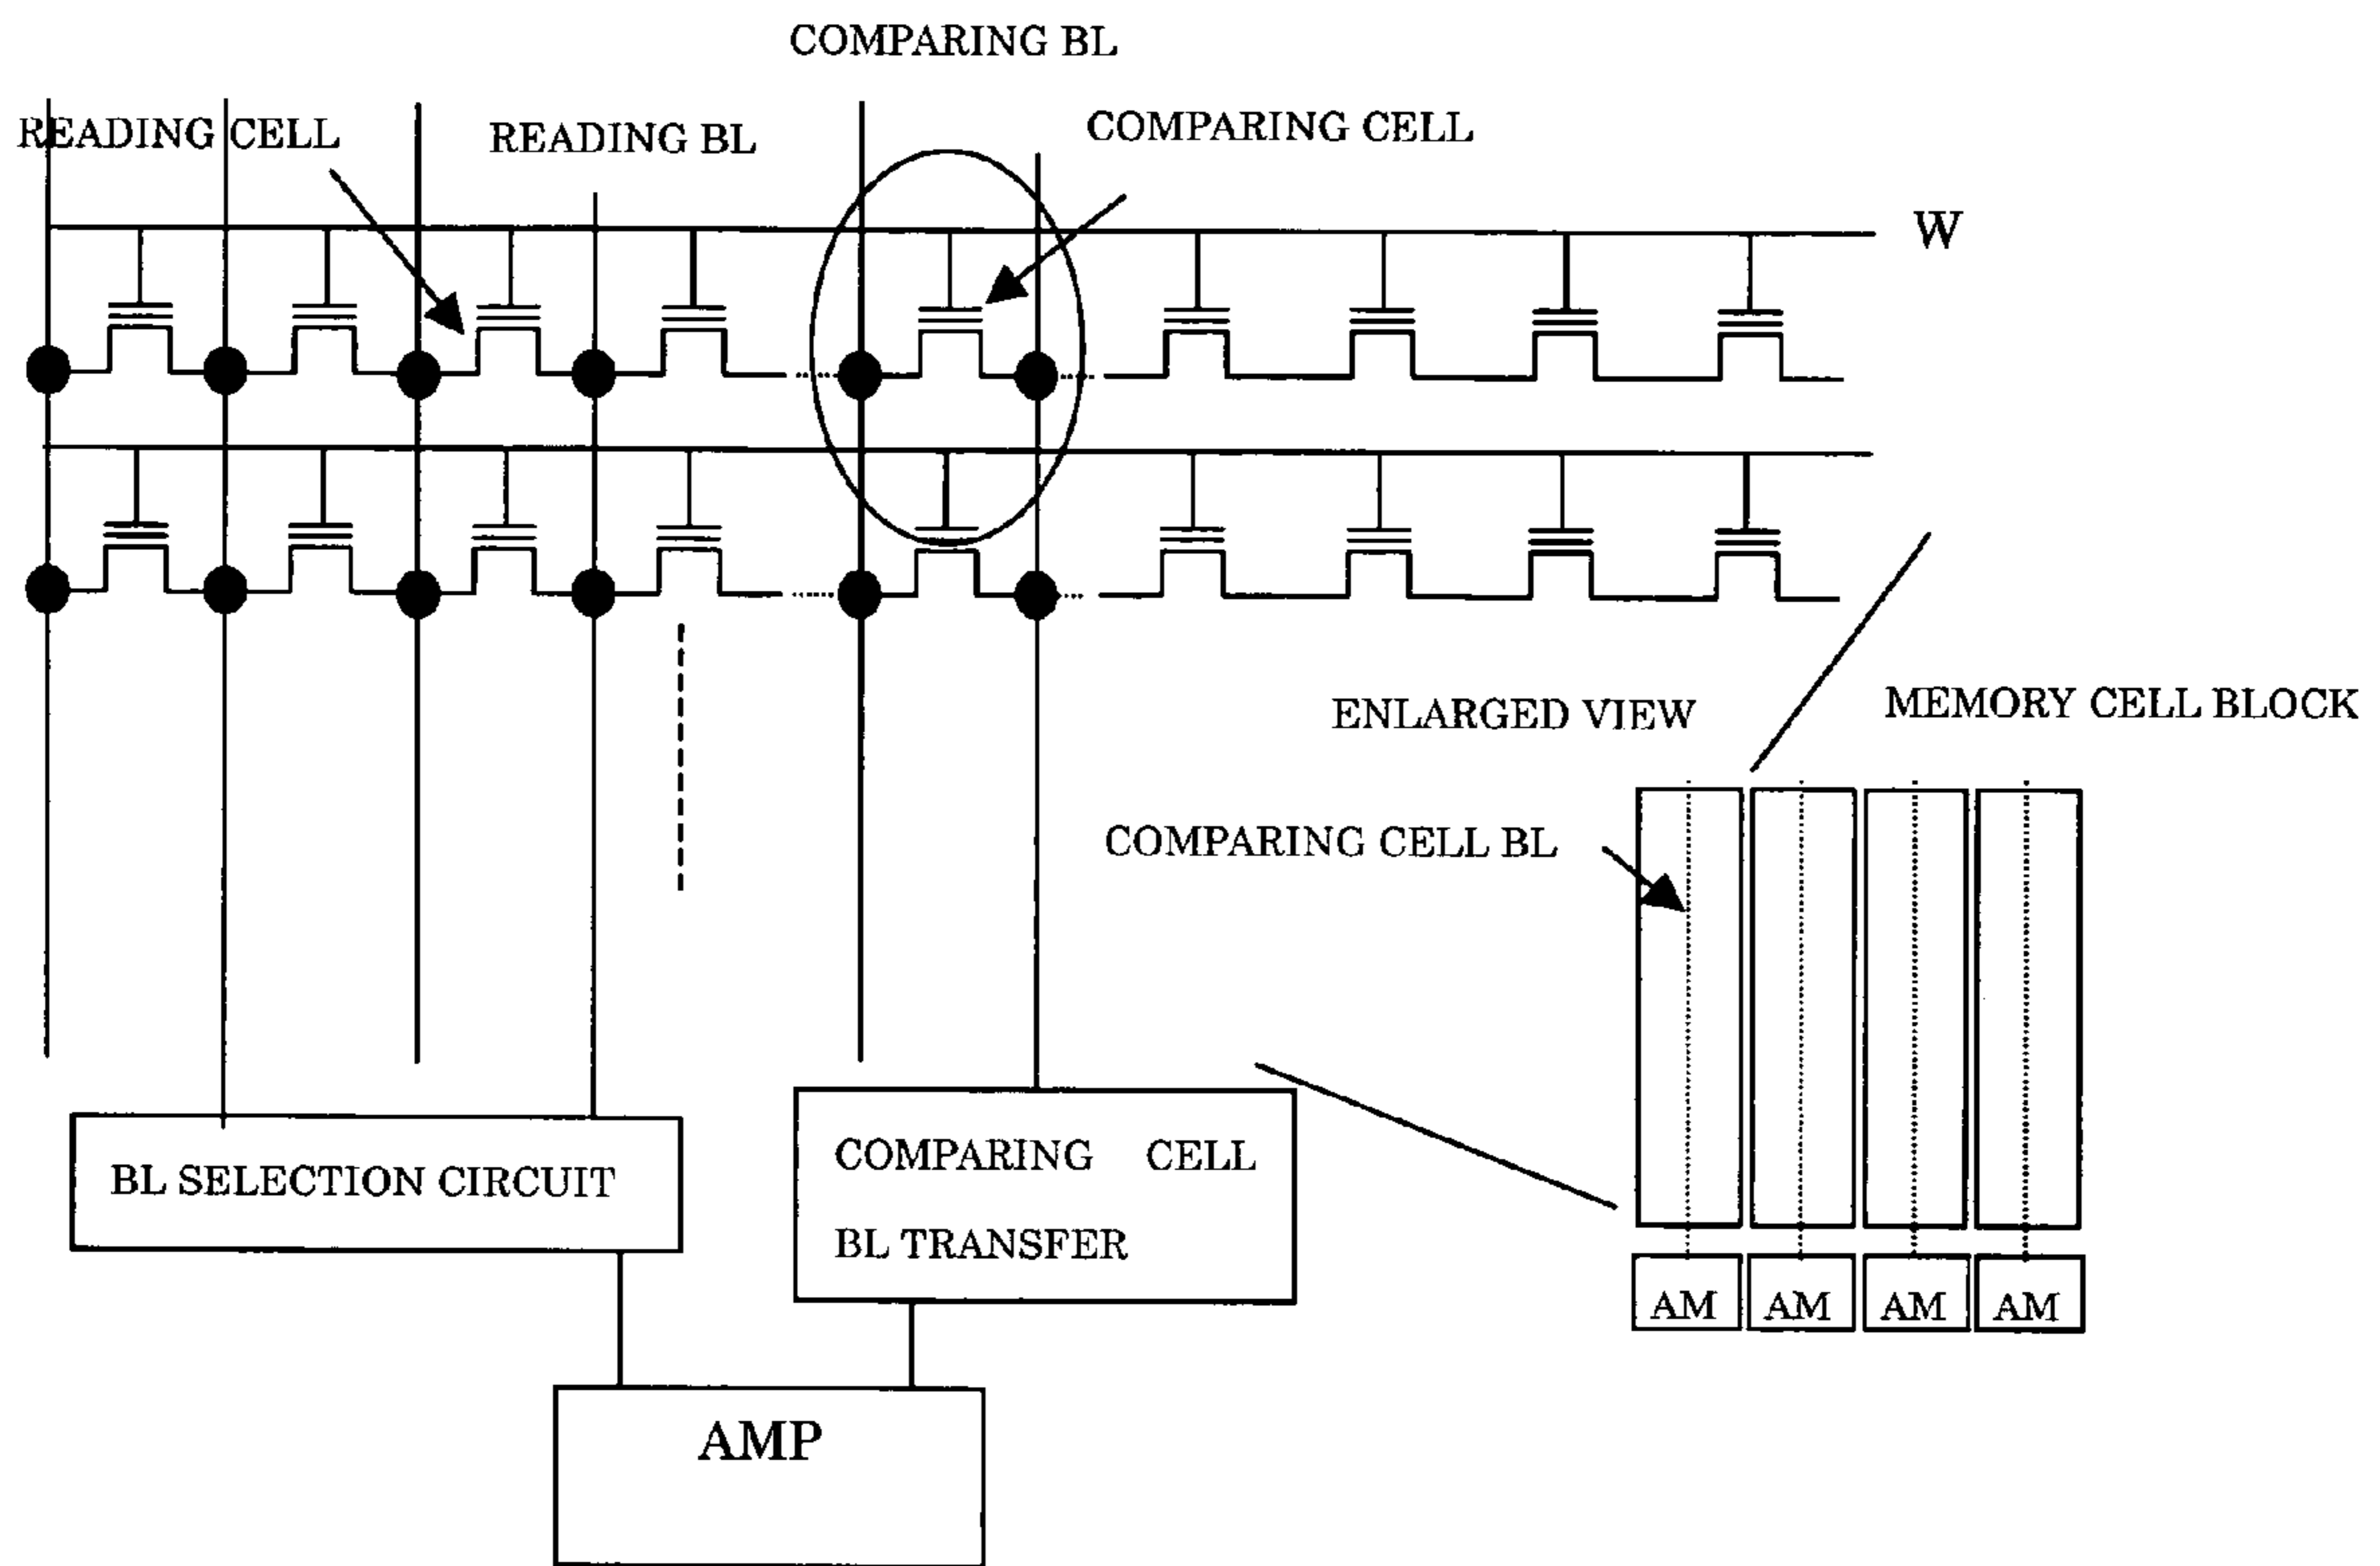 COMPARING BL
READING CELL
READING BL
COMPARING CELL
W
ENLARGED VIEW
MEMORY CELL BLOCK
COMPARING CELL BL
BL SELECTION CIRCUIT
COMPARING CELL
BL TRANSFER
AM AM AM AM
AMP